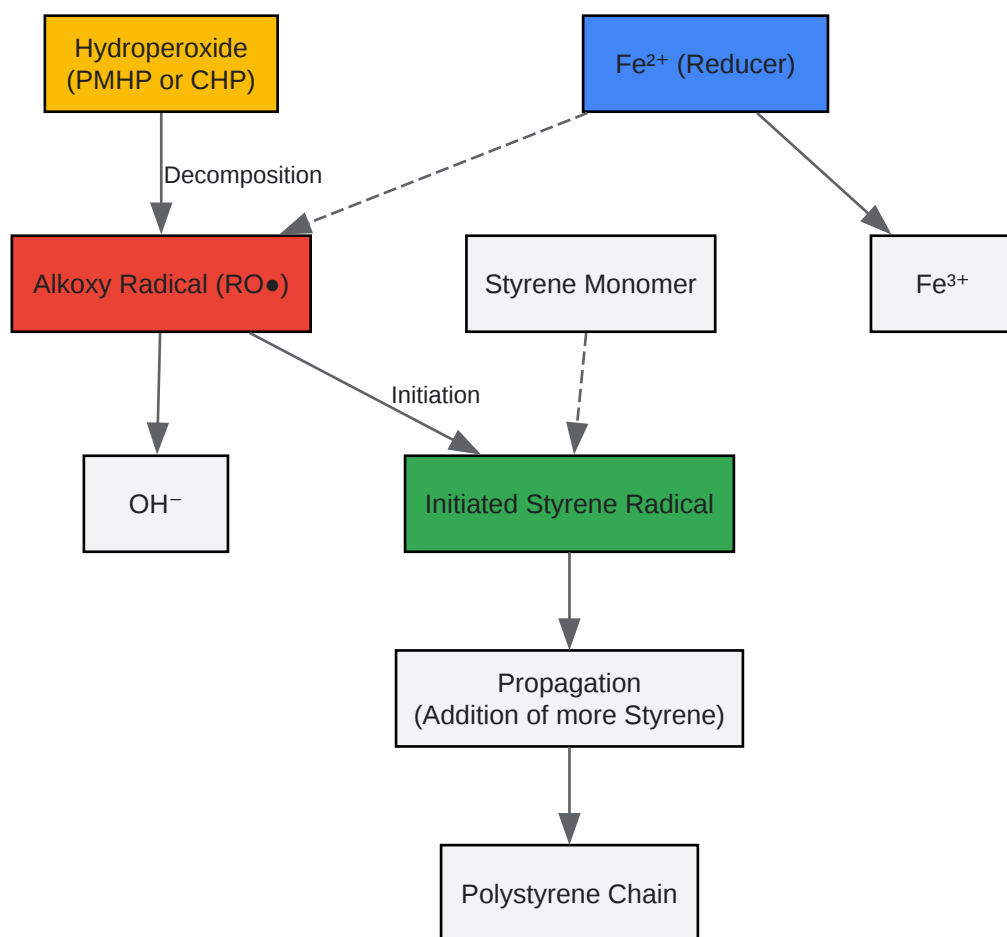 Hydroperoxide
(PMHP or CHP)
Fe²⁺ (Reducer)
Decomposition
Alkoxy Radical (RO●)
Styrene Monomer
Fe³⁺
Initiation
OH⁻
Initiated Styrene Radical
Propagation
(Addition of more Styrene)
Polystyrene Chain